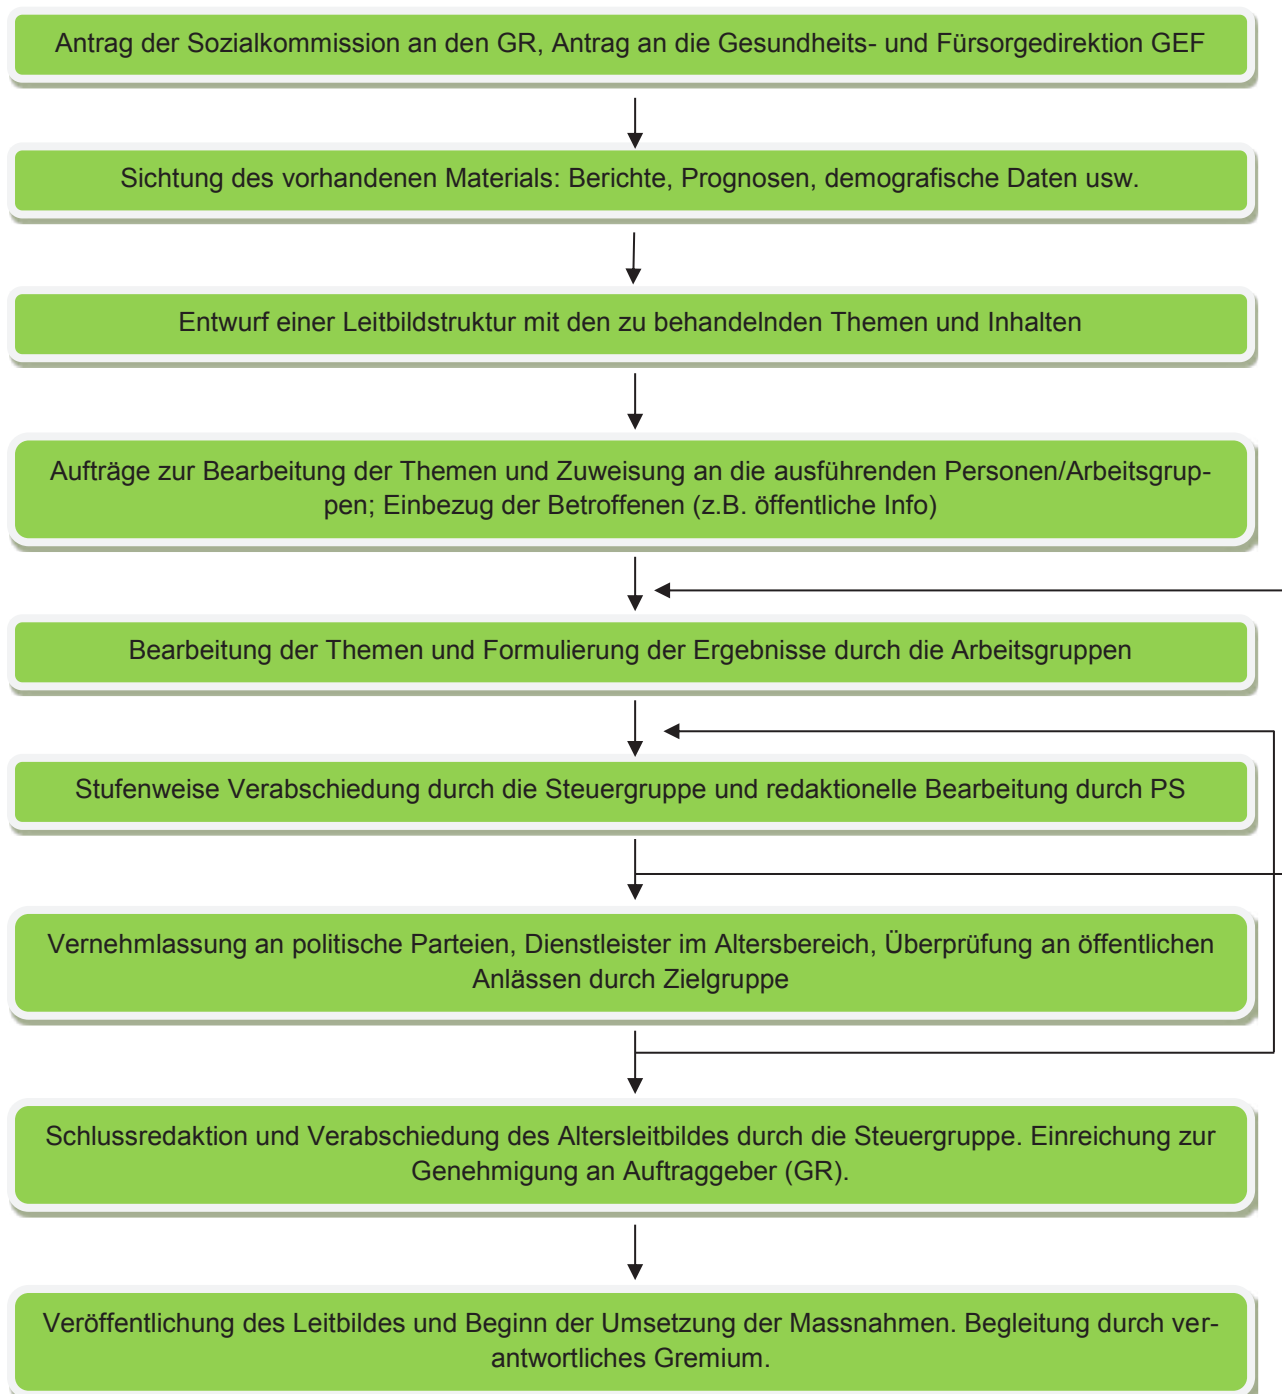 Antrag der Sozialkommission an den GR, Antrag an die Gesundheits- und Fürsorgedirektion GEF
Sichtung des vorhandenen Materials: Berichte, Prognosen, demografische Daten usw.
Entwurf einer Leitbildstruktur mit den zu behandelnden Themen und Inhalten
Aufträge zur Bearbeitung der Themen und Zuweisung an die ausführenden Personen/Arbeitsgrup-
pen; Einbezug der Betroffenen (z.B. öffentliche Info)
Bearbeitung der Themen und Formulierung der Ergebnisse durch die Arbeitsgruppen
Stufenweise Verabschiedung durch die Steuergruppe und redaktionelle Bearbeitung durch PS
Vernehmlassung an politische Parteien, Dienstleister im Altersbereich, Überprüfung an öffentlichen
Anlässen durch Zielgruppe
Schlussredaktion und Verabschiedung des Altersleitbildes durch die Steuergruppe. Einreichung zur
Genehmigung an Auftraggeber (GR).
Veröffentlichung des Leitbildes und Beginn der Umsetzung der Massnahmen. Begleitung durch ver-
antwortliches Gremium.